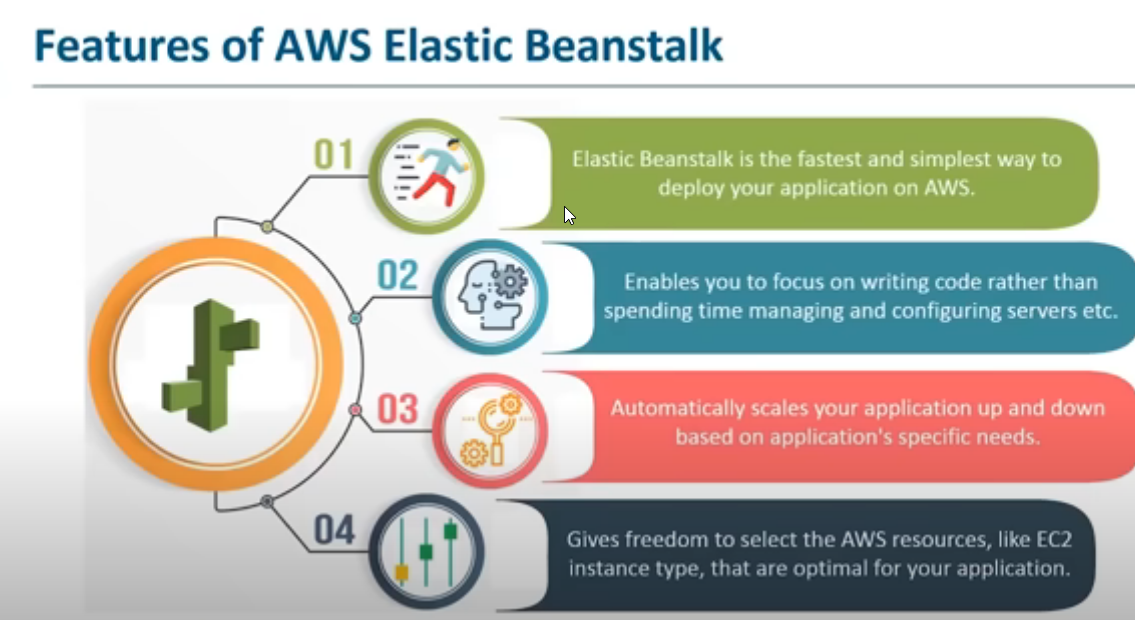 Features of AWS Elastic Beanstalk
01
Elastic Beanstalk is the fastest and simplest way to
deploy your application on AWS.
02
Enables you to focus on writing code rather than
spending time managing and configuring servers etc.
03
Automatically scales your application up and down
based on application's specific needs.
04
Gives freedom to select the AWS resources, like EC2
instance type, that are optimal for your application.